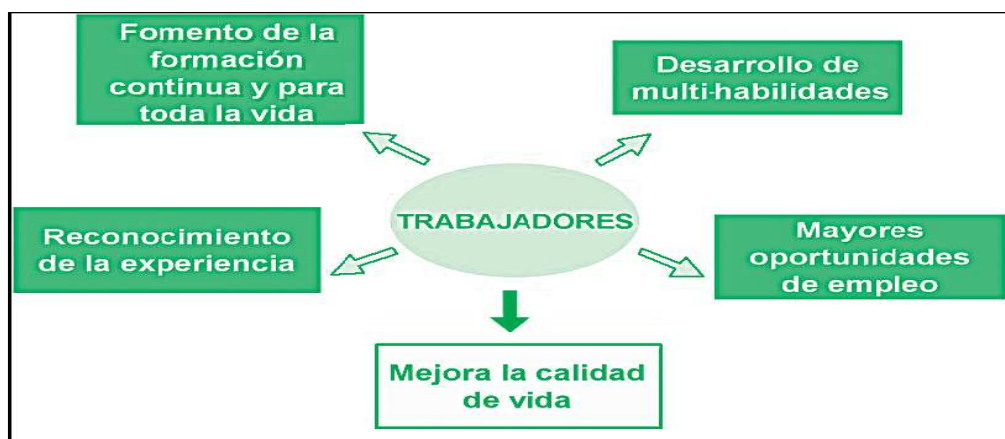 Fomento de la
formación
continua y para
toda la vida
Desarrollo de
multi-habilidades
TRABAJADORES
Reconocimiento
de la experiencia
Mayores
oportunidades
de empleo
Mejora la calidad
de vida